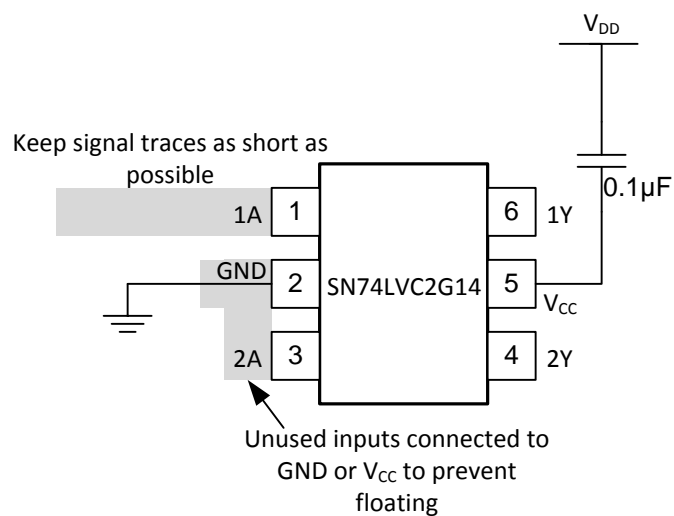 V_DD
Keep signal traces as short as
possible
0.1µF
1A 1 6 1Y
GND 2 SN74LVC2G14 5
V_CC
2A 3 4 2Y
Unused inputs connected to
GND or V_CC to prevent
floating